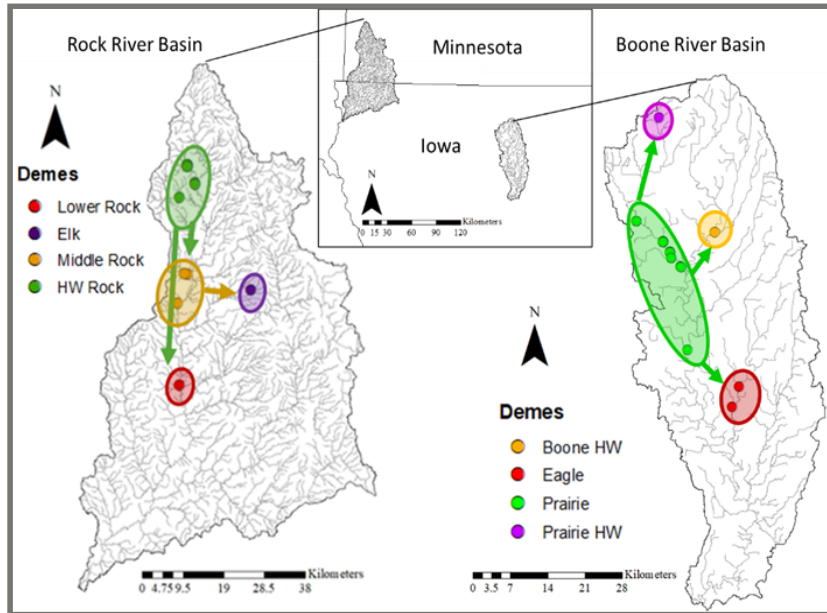 Rock River Basin
N
Demes
Lower Rock
Elk
Middle Rock
HW Rock
Kilometers
0 4.75 9.5 19 28.5 38
Minnesota
Iowa
N
Kilometers
0 15 30 60 90 120
Boone River Basin
N
Demes
Boone HW
Eagle
Prairie
Prairie HW
Kilometers
0 3.5 7 14 21 28